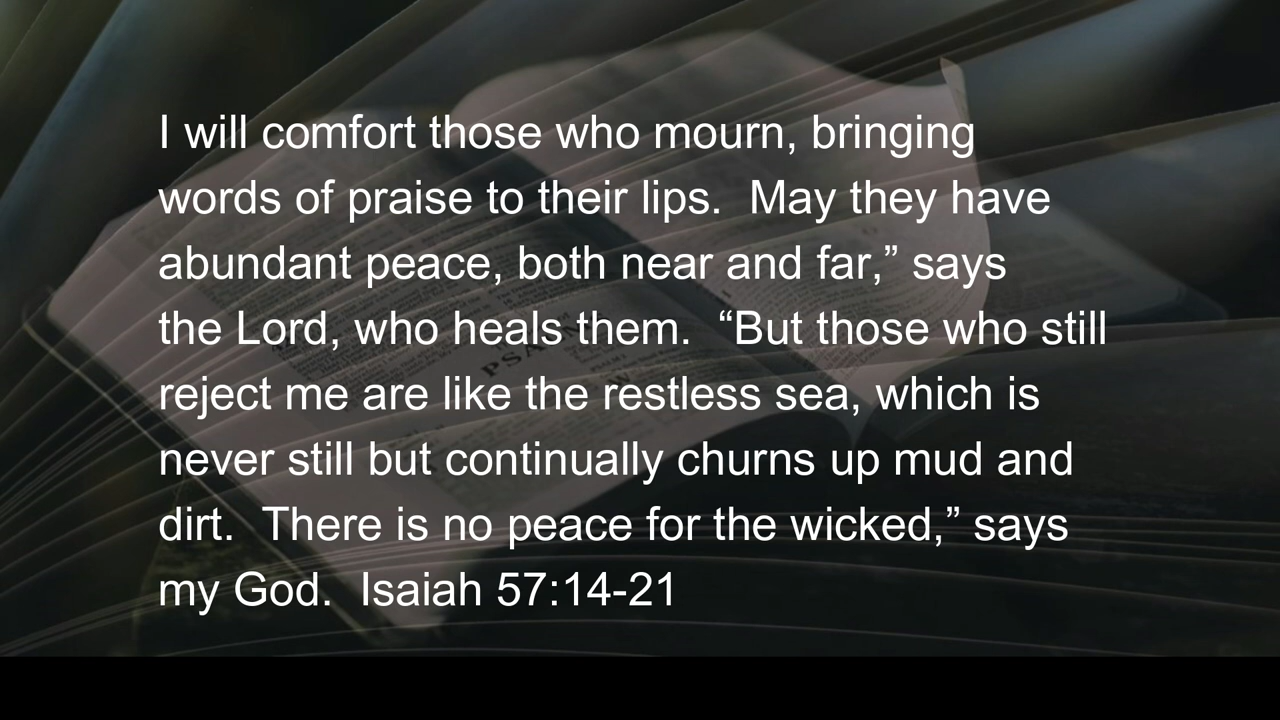 I will comfort those who mourn, bringing
words of praise to their lips.  May they have
abundant peace, both near and far,” says
the Lord, who heals them.  “But those who still
reject me are like the restless sea, which is
never still but continually churns up mud and
dirt.  There is no peace for the wicked,” says
my God.  Isaiah 57:14-21